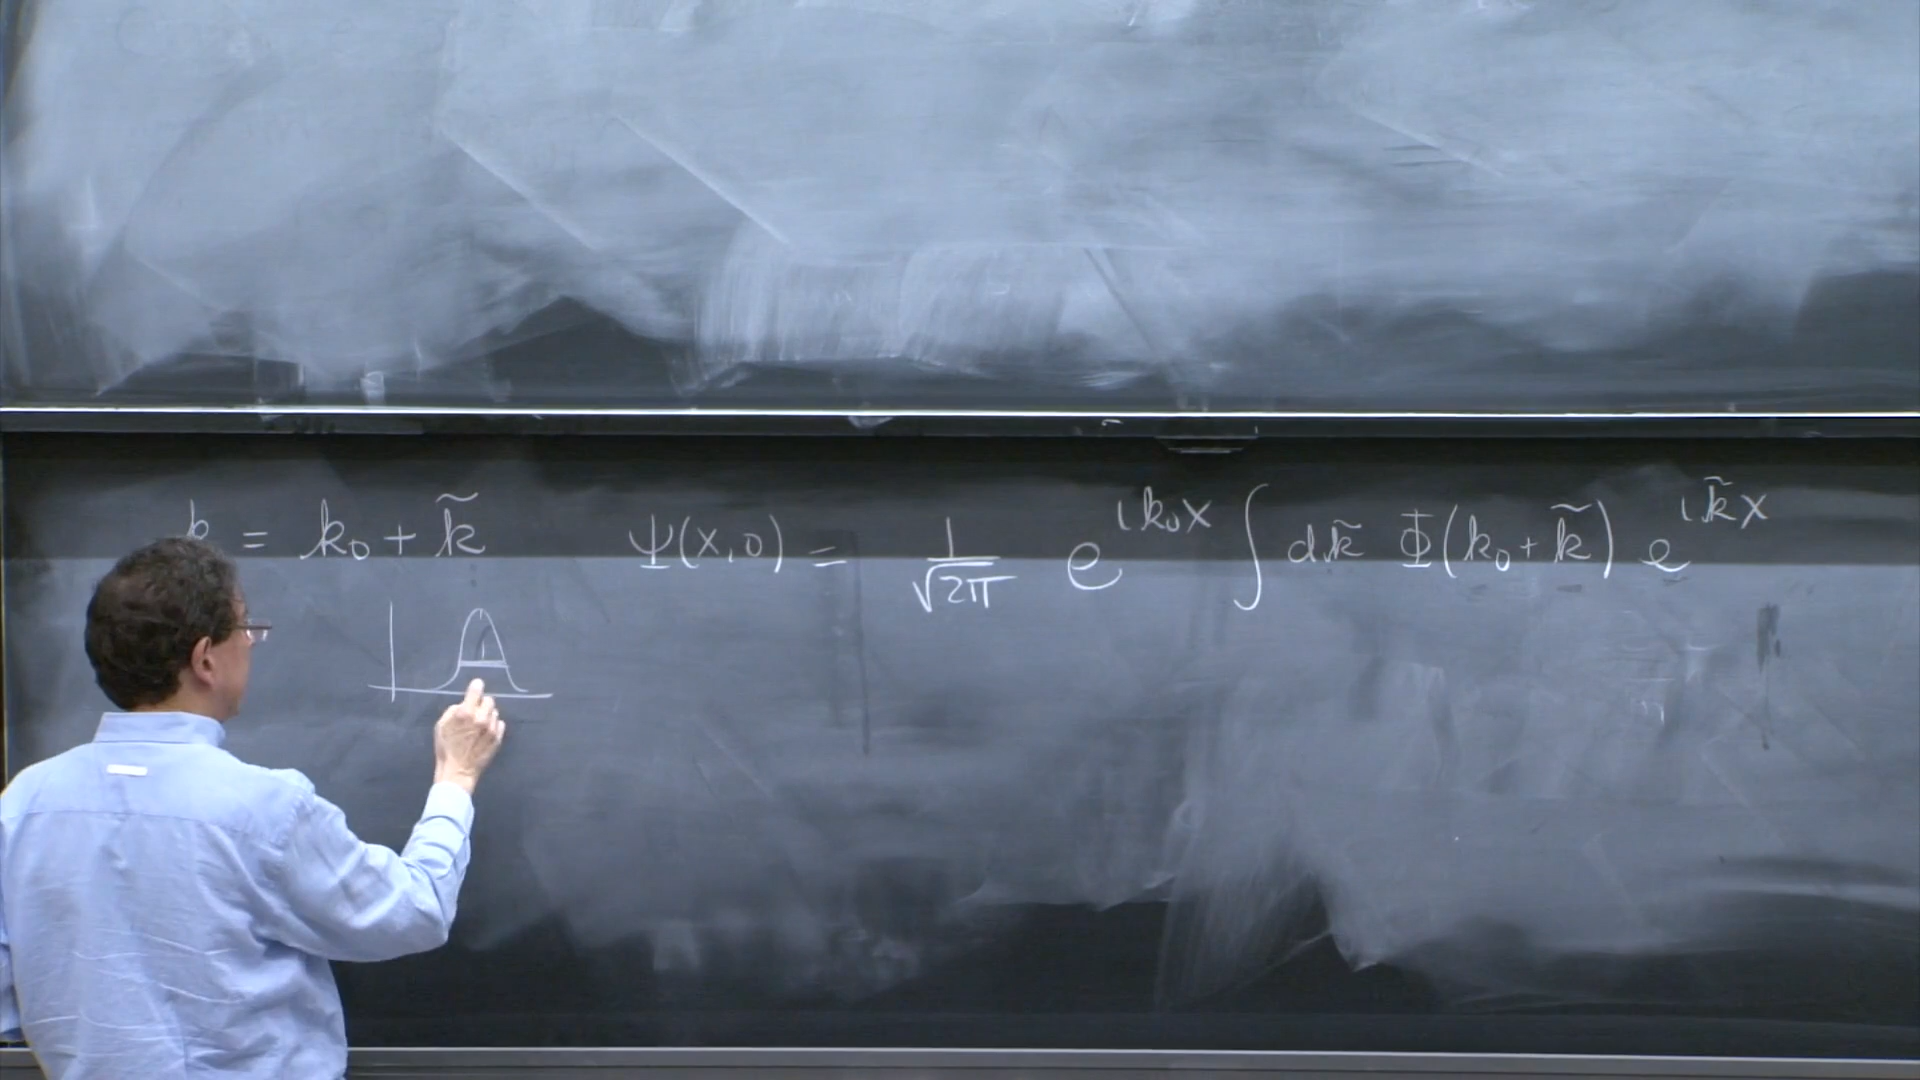 k = k₀ + k̃   Ψ(x,0) = 1/√2π e^{ik₀x} ∫ dk̃ Φ(k₀ + k̃) e^{ik̃x}